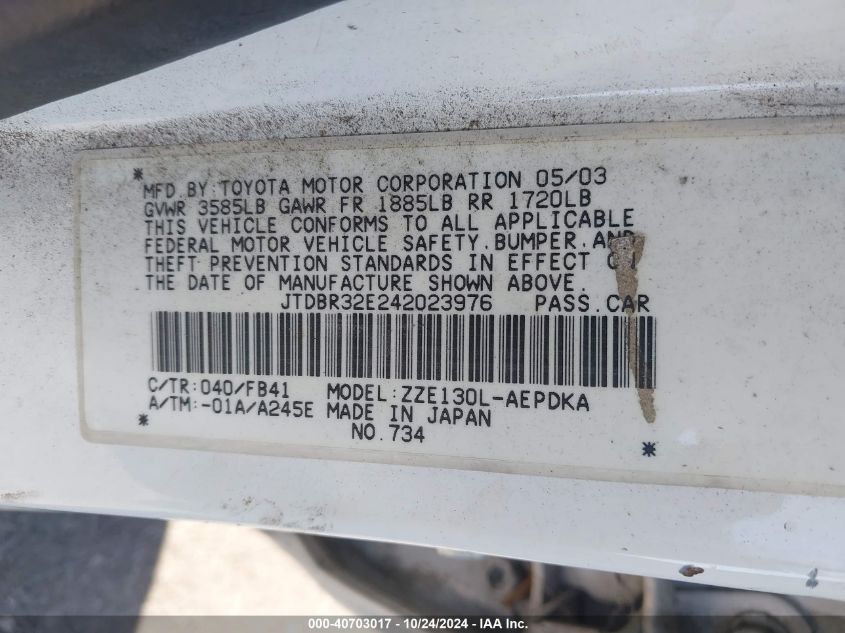 MFD.BY:TOYOTA MOTOR CORPORATION 05/03
GVWR 3585LB GAWR FR 1885LB RR 1720LB
THIS VEHICLE CONFORMS TO ALL APPLICABLE
FEDERAL MOTOR VEHICLE SAFETY.BUMPER.AND
THEFT PREVENTION STANDARDS IN EFFECT ON
THE DATE OF MANUFACTURE SHOWN ABOVE.
JTDBR32E242023976 PASS.CAR
C/TR:040/FB41 MODEL:ZZE130L-AEPDKA
A/TM:-01A/A245E MADE IN JAPAN
NO.734
000-40703017 - 10/24/2024 - IAA Inc.